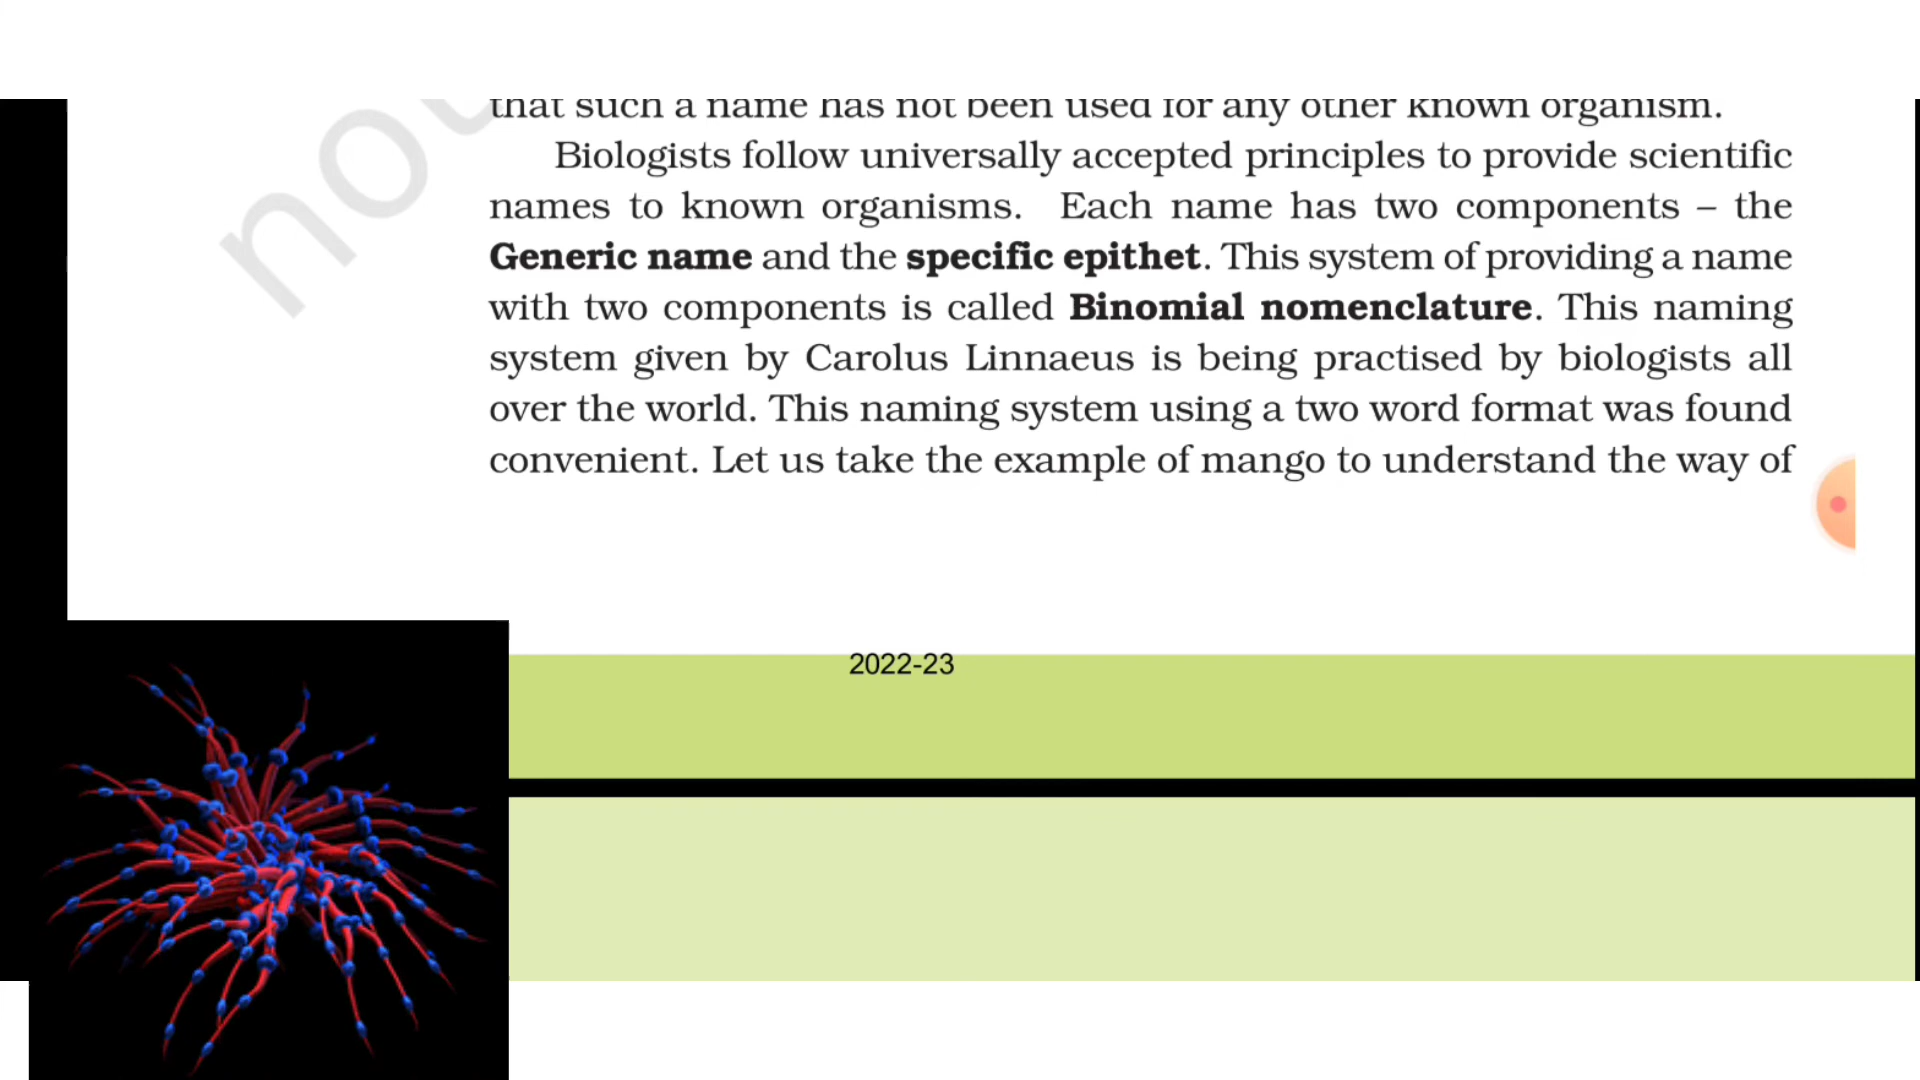 that such a name has not been used for any other known organism.
Biologists follow universally accepted principles to provide scientific
names to known organisms. Each name has two components – the
Generic name and the specific epithet. This system of providing a name
with two components is called Binomial nomenclature. This naming
system given by Carolus Linnaeus is being practised by biologists all
over the world. This naming system using a two word format was found
convenient. Let us take the example of mango to understand the way of
2022-23